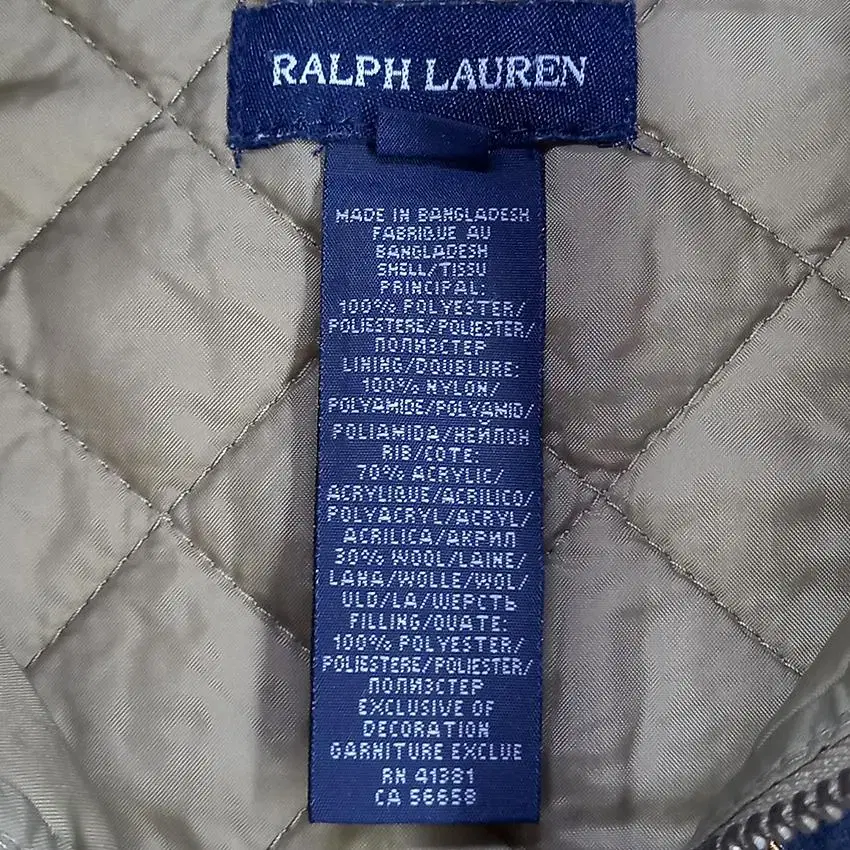 RALPH LAUREN
MADE IN BANGLADESH
FABRIQUE AU
BANGLADESH
SHELL/TISSU
PRINCIPAL:
100% POLYESTER/
POLIESTERE/POLIESTER/
ПОЛИЭСТЕР
LINING/DOUBLURE:
100% NYLON/
POLYAMIDE/POLYAMID/
POLIAMIDA/НЕЙЛОН
RIB/COTE:
70% ACRYLIC/
ACRYLIQUE/ACRILICO/
POLYACRYL/ACRYL/
ACRILICA/АКРИЛ
30% WOOL/LAINE/
LANA/WOLLE/WOL/
ULD/LA/ШЕРСТЬ
FILLING/OUATE:
100% POLYESTER/
POLIESTERE/POLIESTER/
ПОЛИЭСТЕР
EXCLUSIVE OF
DECORATION
GARNITURE EXCLUE
RN 41381
CA 56658